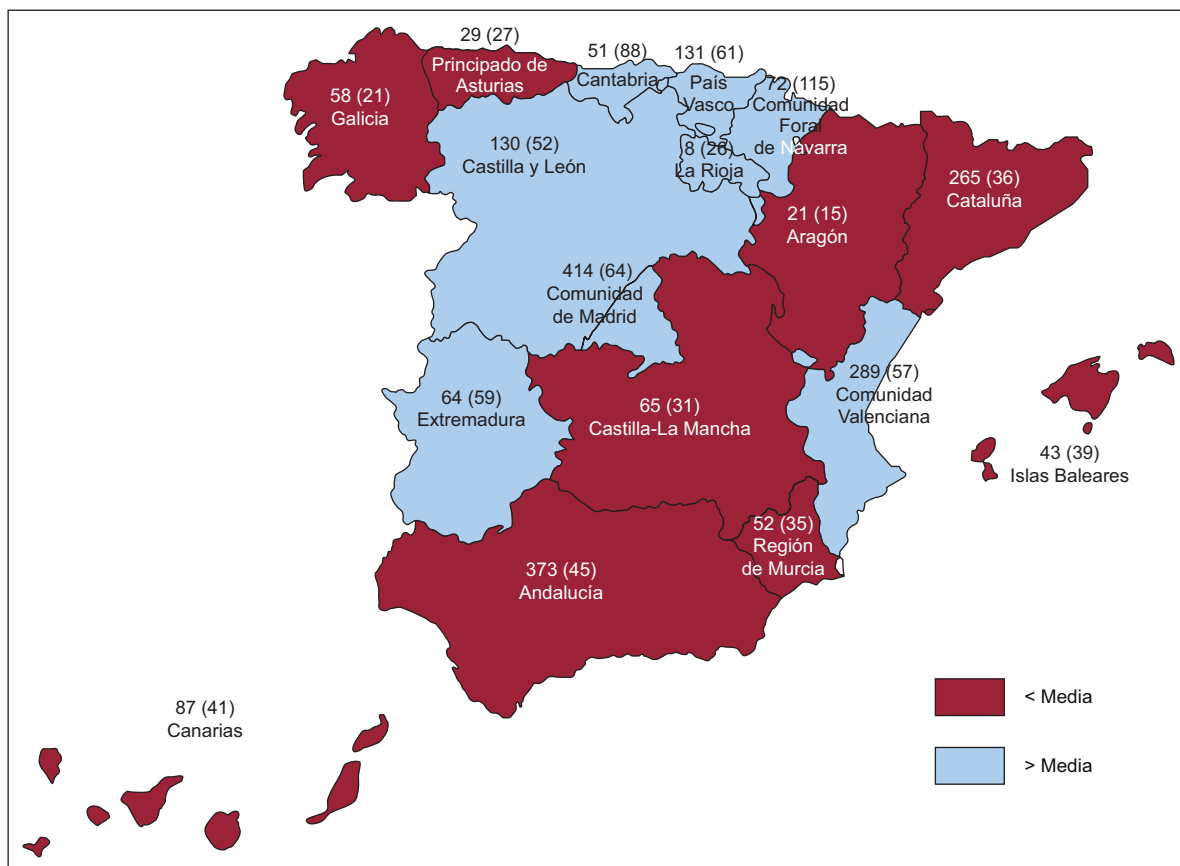 29 (27)
Principado de
Asturias
51 (88)
Cantabria
131 (61)
País
Vasco
72 (115)
Comunidad
Foral
de Navarra
58 (21)
Galicia
130 (52)
Castilla y León
8 (26)
La Rioja
265 (36)
Cataluña
21 (15)
Aragón
414 (64)
Comunidad
de Madrid
289 (57)
Comunidad
Valenciana
64 (59)
Extremadura
65 (31)
Castilla-La Mancha
43 (39)
Islas Baleares
52 (35)
Región
de Murcia
373 (45)
Andalucía
87 (41)
Canarias
< Media
> Media